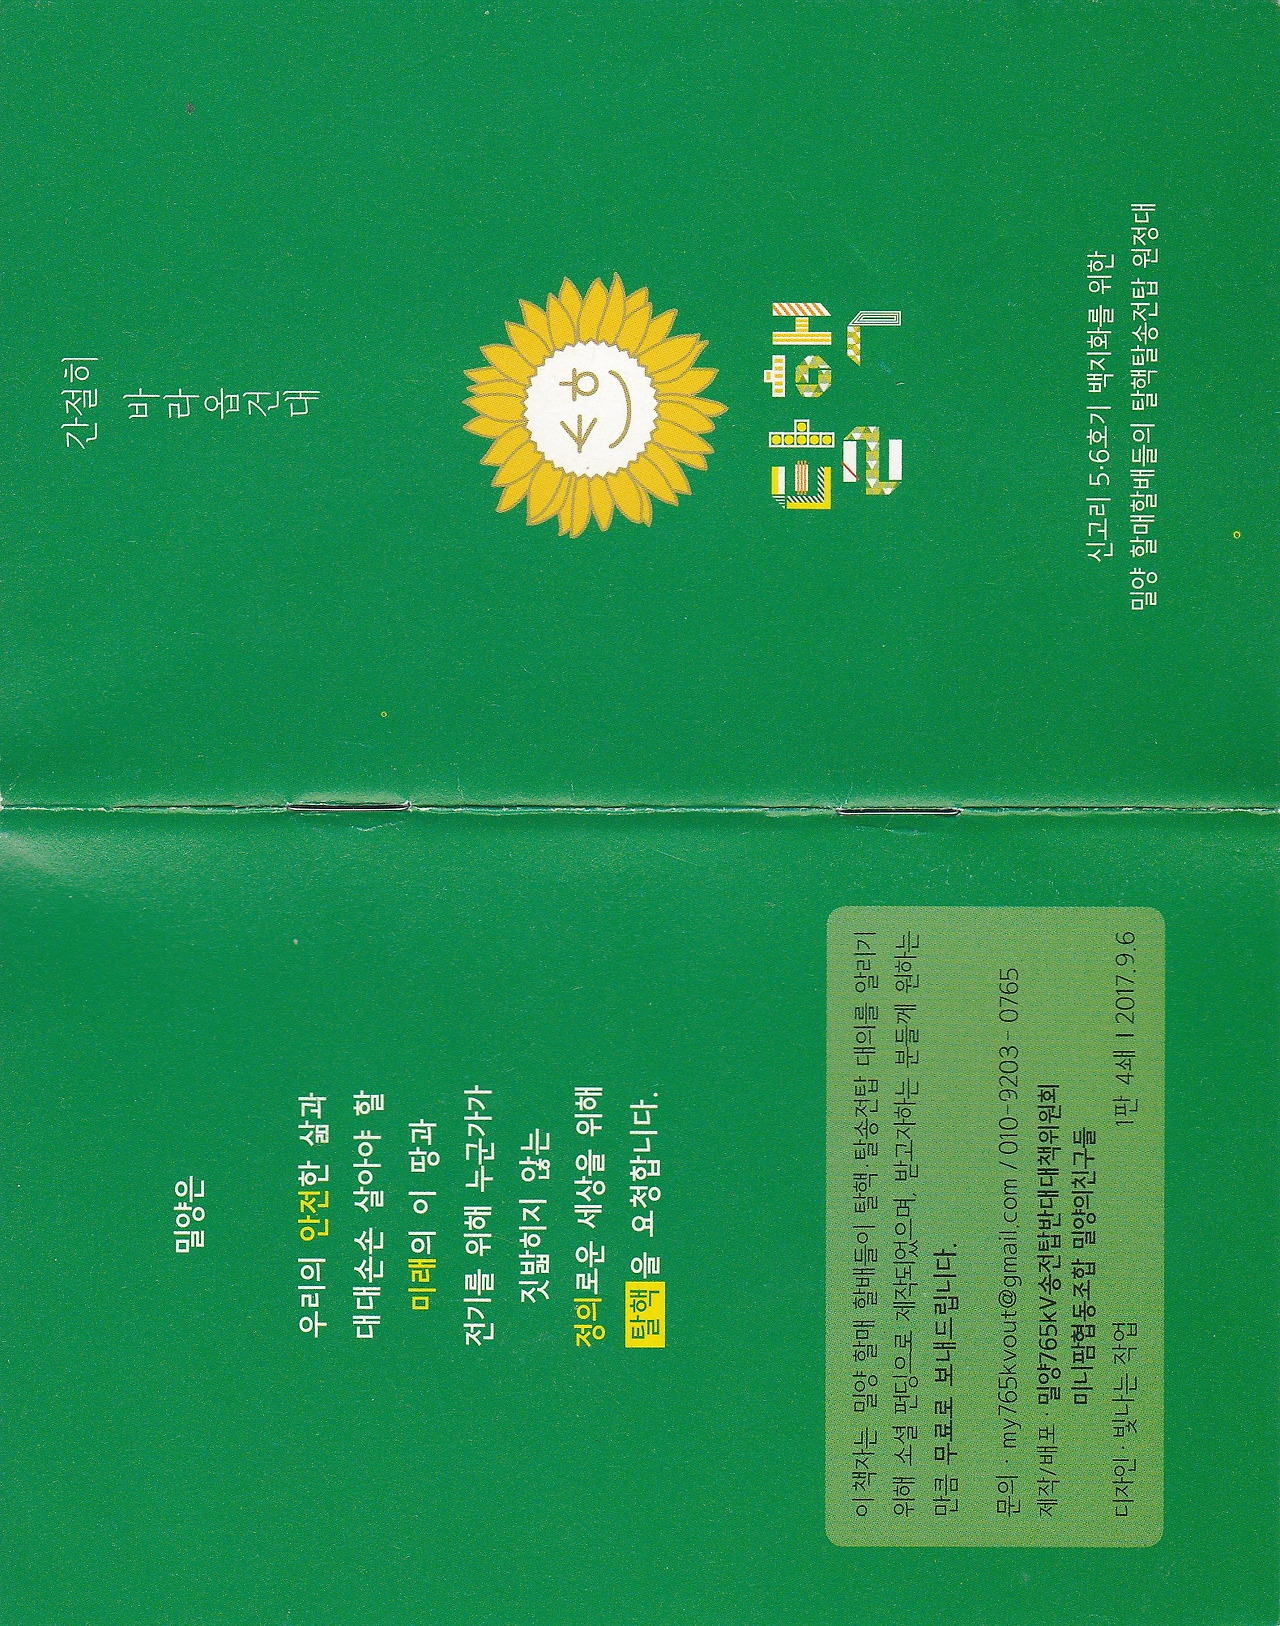 간절히
바
라
옵
건
대
ㅅ ㅎ
탈핵
신고리 5·6호기 백지화를 위한
밀양 할매할배들의 탈핵탈송전탑 원정대
밀양은
우리의 안전한 삶과
대대손손 살아야 할
미래의 이 땅과
전기를 위해 누군가가
짓밟히지 않는
정의로운 세상을 위해
탈핵을 요청합니다.
이 책자는 밀양 할매 할배들이 탈핵·탈송전탑 대의를 알리기
위해 소셜 펀딩으로 제작되었으며, 받고자하는 분들께 원하는
만큼 무료로 보내드립니다.
문의 · my765kvout@gmail.com / 010-9203-0765
제작/배포 · 밀양765kV송전탑반대대책위원회
미니팜협동조합 밀양의친구들
디자인 · 빛나는 작업 1판 4쇄 | 2017.9.6